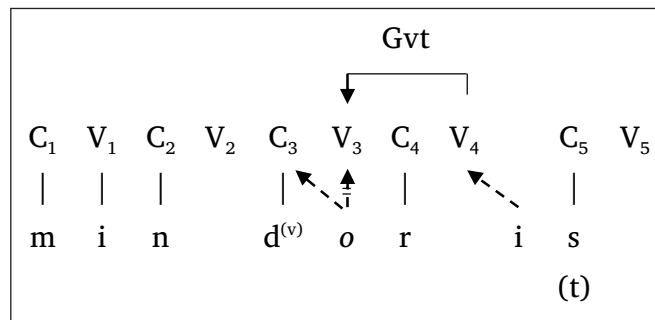 Gvt
C₁ V₁ C₂ V₂ C₃ V₃ C₄ V₄ C₅ V₅
m i n d⁽ᵛ⁾ o r i s
(t)